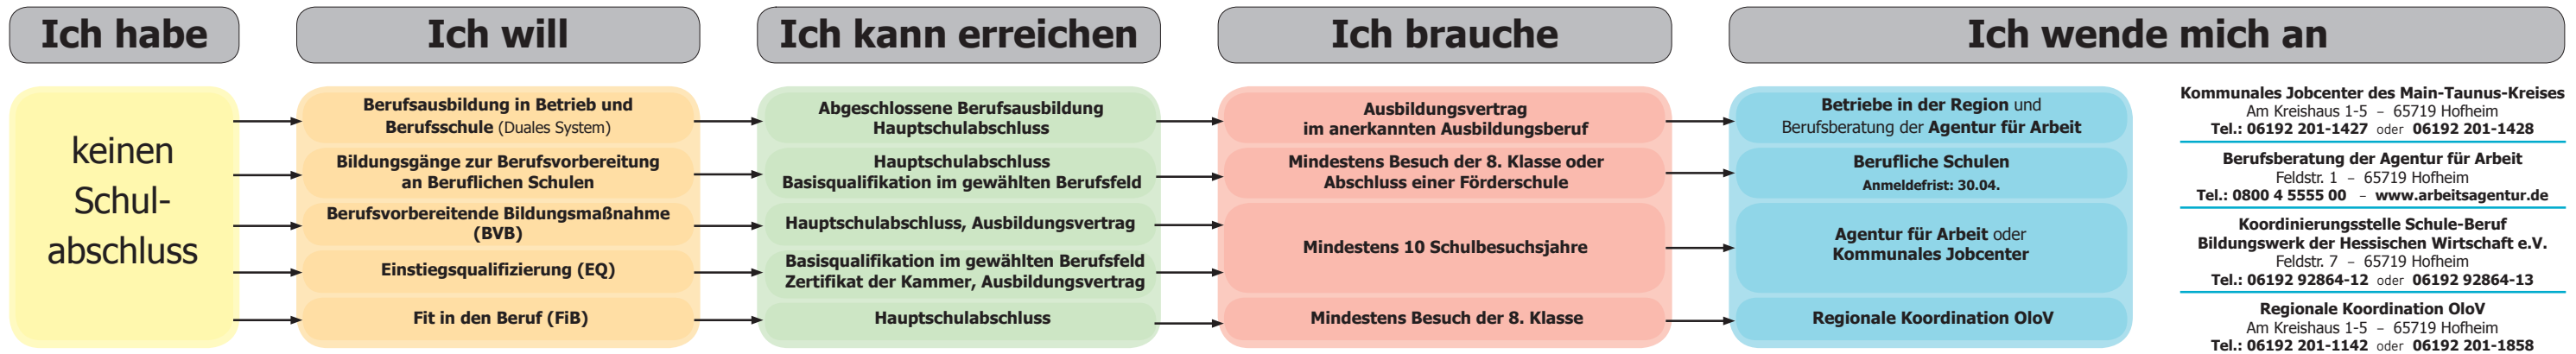 Ich habe
Ich will
Ich kann erreichen
Ich brauche
Ich wende mich an
keinen
Schul-
abschluss
Berufsausbildung in Betrieb und
Berufsschule (Duales System)
Abgeschlossene Berufsausbildung
Hauptschulabschluss
Ausbildungsvertrag
im anerkannten Ausbildungsberuf
Betriebe in der Region und
Berufsberatung der Agentur für Arbeit
Bildungsgänge zur Berufsvorbereitung
an Beruflichen Schulen
Hauptschulabschluss
Basisqualifikation im gewählten Berufsfeld
Mindestens Besuch der 8. Klasse oder
Abschluss einer Förderschule
Berufliche Schulen
Anmeldefrist: 30.04.
Berufsvorbereitende Bildungsmaßnahme
(BVB)
Hauptschulabschluss, Ausbildungsvertrag
Einstiegsqualifizierung (EQ)
Basisqualifikation im gewählten Berufsfeld
Zertifikat der Kammer, Ausbildungsvertrag
Mindestens 10 Schulbesuchsjahre
Agentur für Arbeit oder
Kommunales Jobcenter
Fit in den Beruf (FiB)
Hauptschulabschluss
Mindestens Besuch der 8. Klasse
Regionale Koordination OloV
Kommunales Jobcenter des Main-Taunus-Kreises
Am Kreishaus 1-5 – 65719 Hofheim
Tel.: 06192 201-1427 oder 06192 201-1428
Berufsberatung der Agentur für Arbeit
Feldstr. 1 – 65719 Hofheim
Tel.: 0800 4 5555 00 – www.arbeitsagentur.de
Koordinierungsstelle Schule-Beruf
Bildungswerk der Hessischen Wirtschaft e.V.
Feldstr. 7 – 65719 Hofheim
Tel.: 06192 92864-12 oder 06192 92864-13
Regionale Koordination OloV
Am Kreishaus 1-5 – 65719 Hofheim
Tel.: 06192 201-1142 oder 06192 201-1858